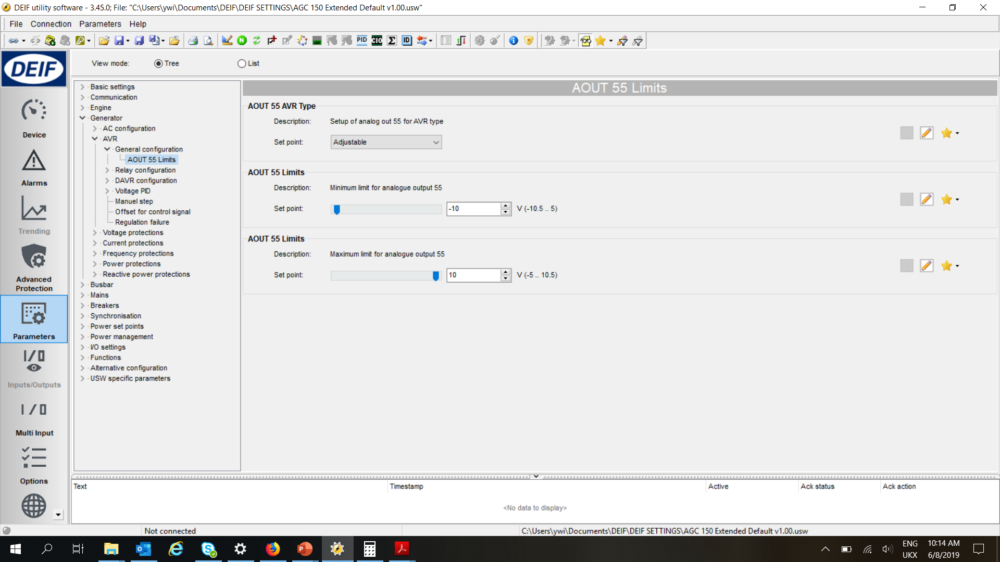 DEIF utility software - 3.45.0; File: "C:\Users\ywi\Documents\DEIF\DEIF SETTINGS\AGC 150 Extended Default v1.00.usw"
File Connection Parameters Help
PID CIO Σ ID
DEIF
View mode: Tree List
Device
Alarms
Trending
Advanced
Protection
Parameters
Inputs/Outputs
I / 0
Multi Input
Options
Basic settings
Communication
Engine
Generator
AC configuration
AVR
General configuration
AOUT 55 Limits
Relay configuration
DAVR configuration
Voltage PID
Manuel step
Offset for control signal
Regulation failure
Voltage protections
Current protections
Frequency protections
Power protections
Reactive power protections
Busbar
Mains
Breakers
Synchronisation
Power set points
Power management
I/O settings
Functions
Alternative configuration
USW specific parameters
AOUT 55 Limits
AOUT 55 AVR Type
Description: Setup of analog out 55 for AVR type
Set point: Adjustable
AOUT 55 Limits
Description: Minimum limit for analogue output 55
Set point: -10 V (-10.5 .. 5)
AOUT 55 Limits
Description: Maximum limit for analogue output 55
Set point: 10 V (-5 .. 10.5)
Text Timestamp Active Ack status Ack action
<No data to display>
Not connected C:\Users\ywi\Documents\DEIF\DEIF SETTINGS\AGC 150 Extended Default v1.00.usw
ENG 10:14 AM
UKX 6/8/2019